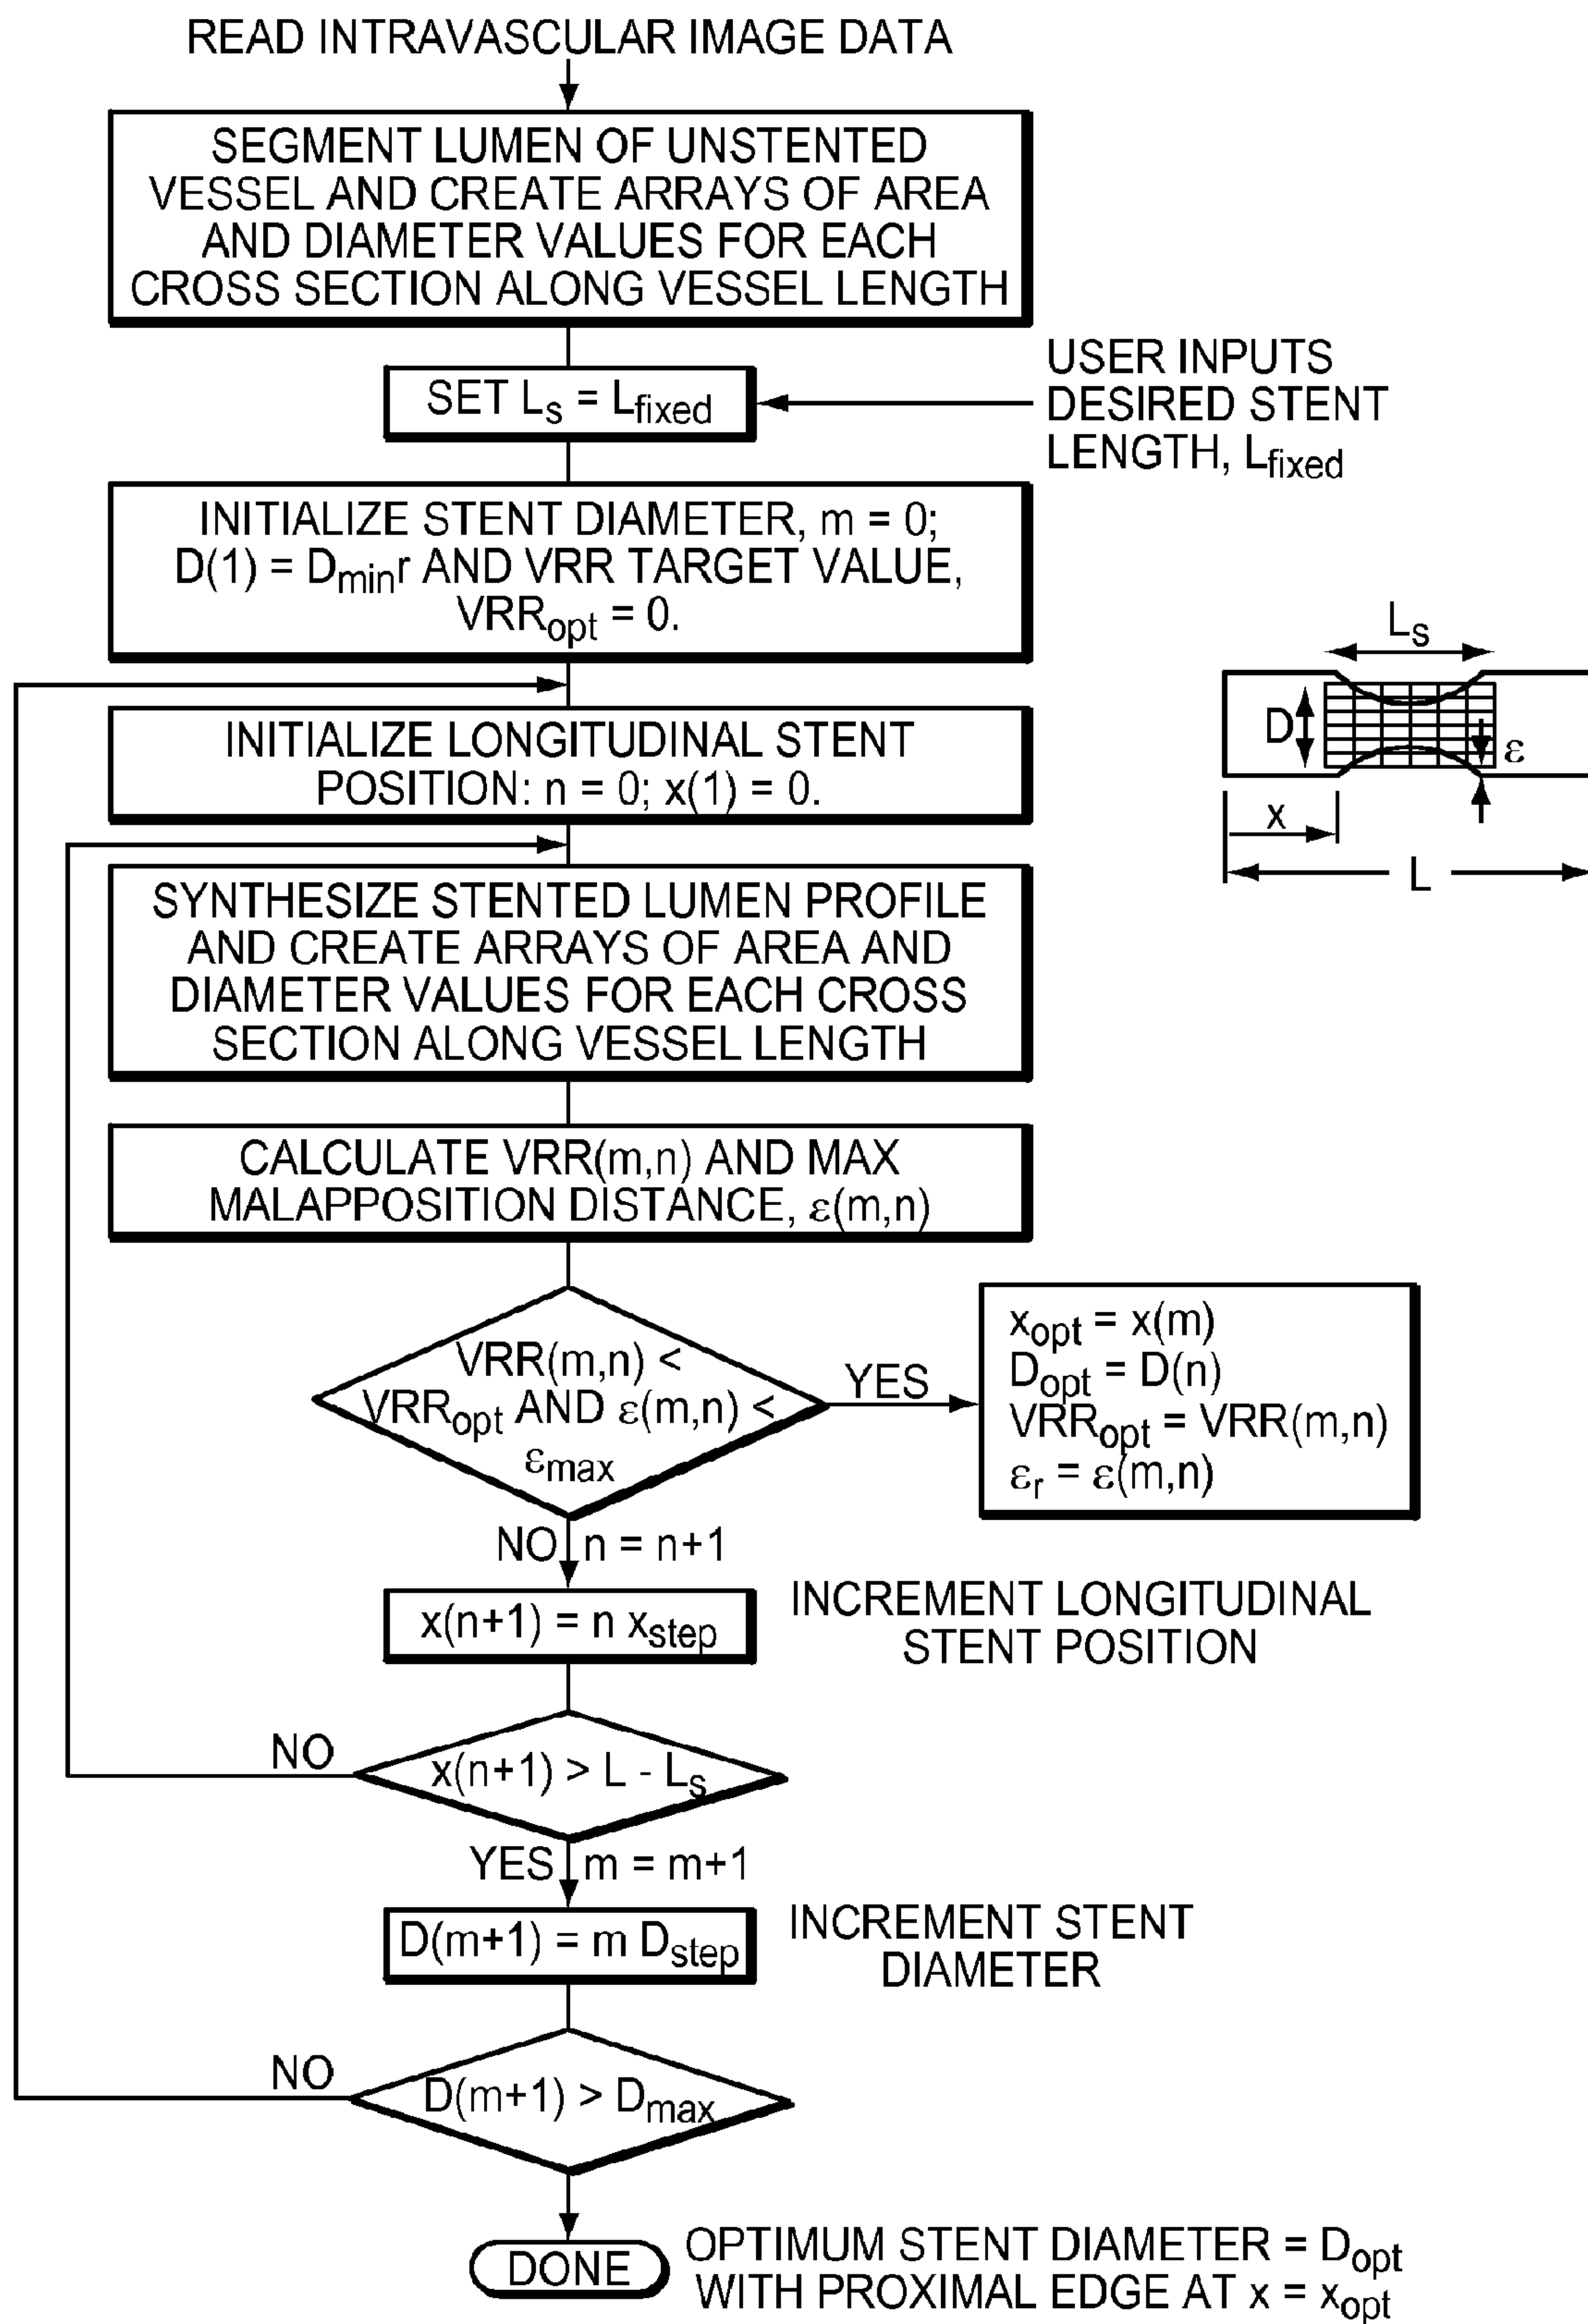 READ INTRAVASCULAR IMAGE DATA
SEGMENT LUMEN OF UNSTENTED
VESSEL AND CREATE ARRAYS OF AREA
AND DIAMETER VALUES FOR EACH
CROSS SECTION ALONG VESSEL LENGTH
SET Ls = Lfixed
USER INPUTS
DESIRED STENT
LENGTH, Lfixed
INITIALIZE STENT DIAMETER, m = 0;
D(1) = Dminr AND VRR TARGET VALUE,
VRRopt = 0.
INITIALIZE LONGITUDINAL STENT
POSITION: n = 0; x(1) = 0.
Ls
D
ε
x
L
SYNTHESIZE STENTED LUMEN PROFILE
AND CREATE ARRAYS OF AREA AND
DIAMETER VALUES FOR EACH CROSS
SECTION ALONG VESSEL LENGTH
CALCULATE VRR(m,n) AND MAX
MALAPPOSITION DISTANCE, ε(m,n)
VRR(m,n) <
VRRopt AND ε(m,n) <
εmax
YES
xopt = x(m)
Dopt = D(n)
VRRopt = VRR(m,n)
εr = ε(m,n)
NO n = n+1
x(n+1) = n xstep
INCREMENT LONGITUDINAL
STENT POSITION
NO
x(n+1) > L - Ls
YES m = m+1
D(m+1) = m Dstep
INCREMENT STENT
DIAMETER
NO
D(m+1) > Dmax
DONE
OPTIMUM STENT DIAMETER = Dopt
WITH PROXIMAL EDGE AT x = xopt